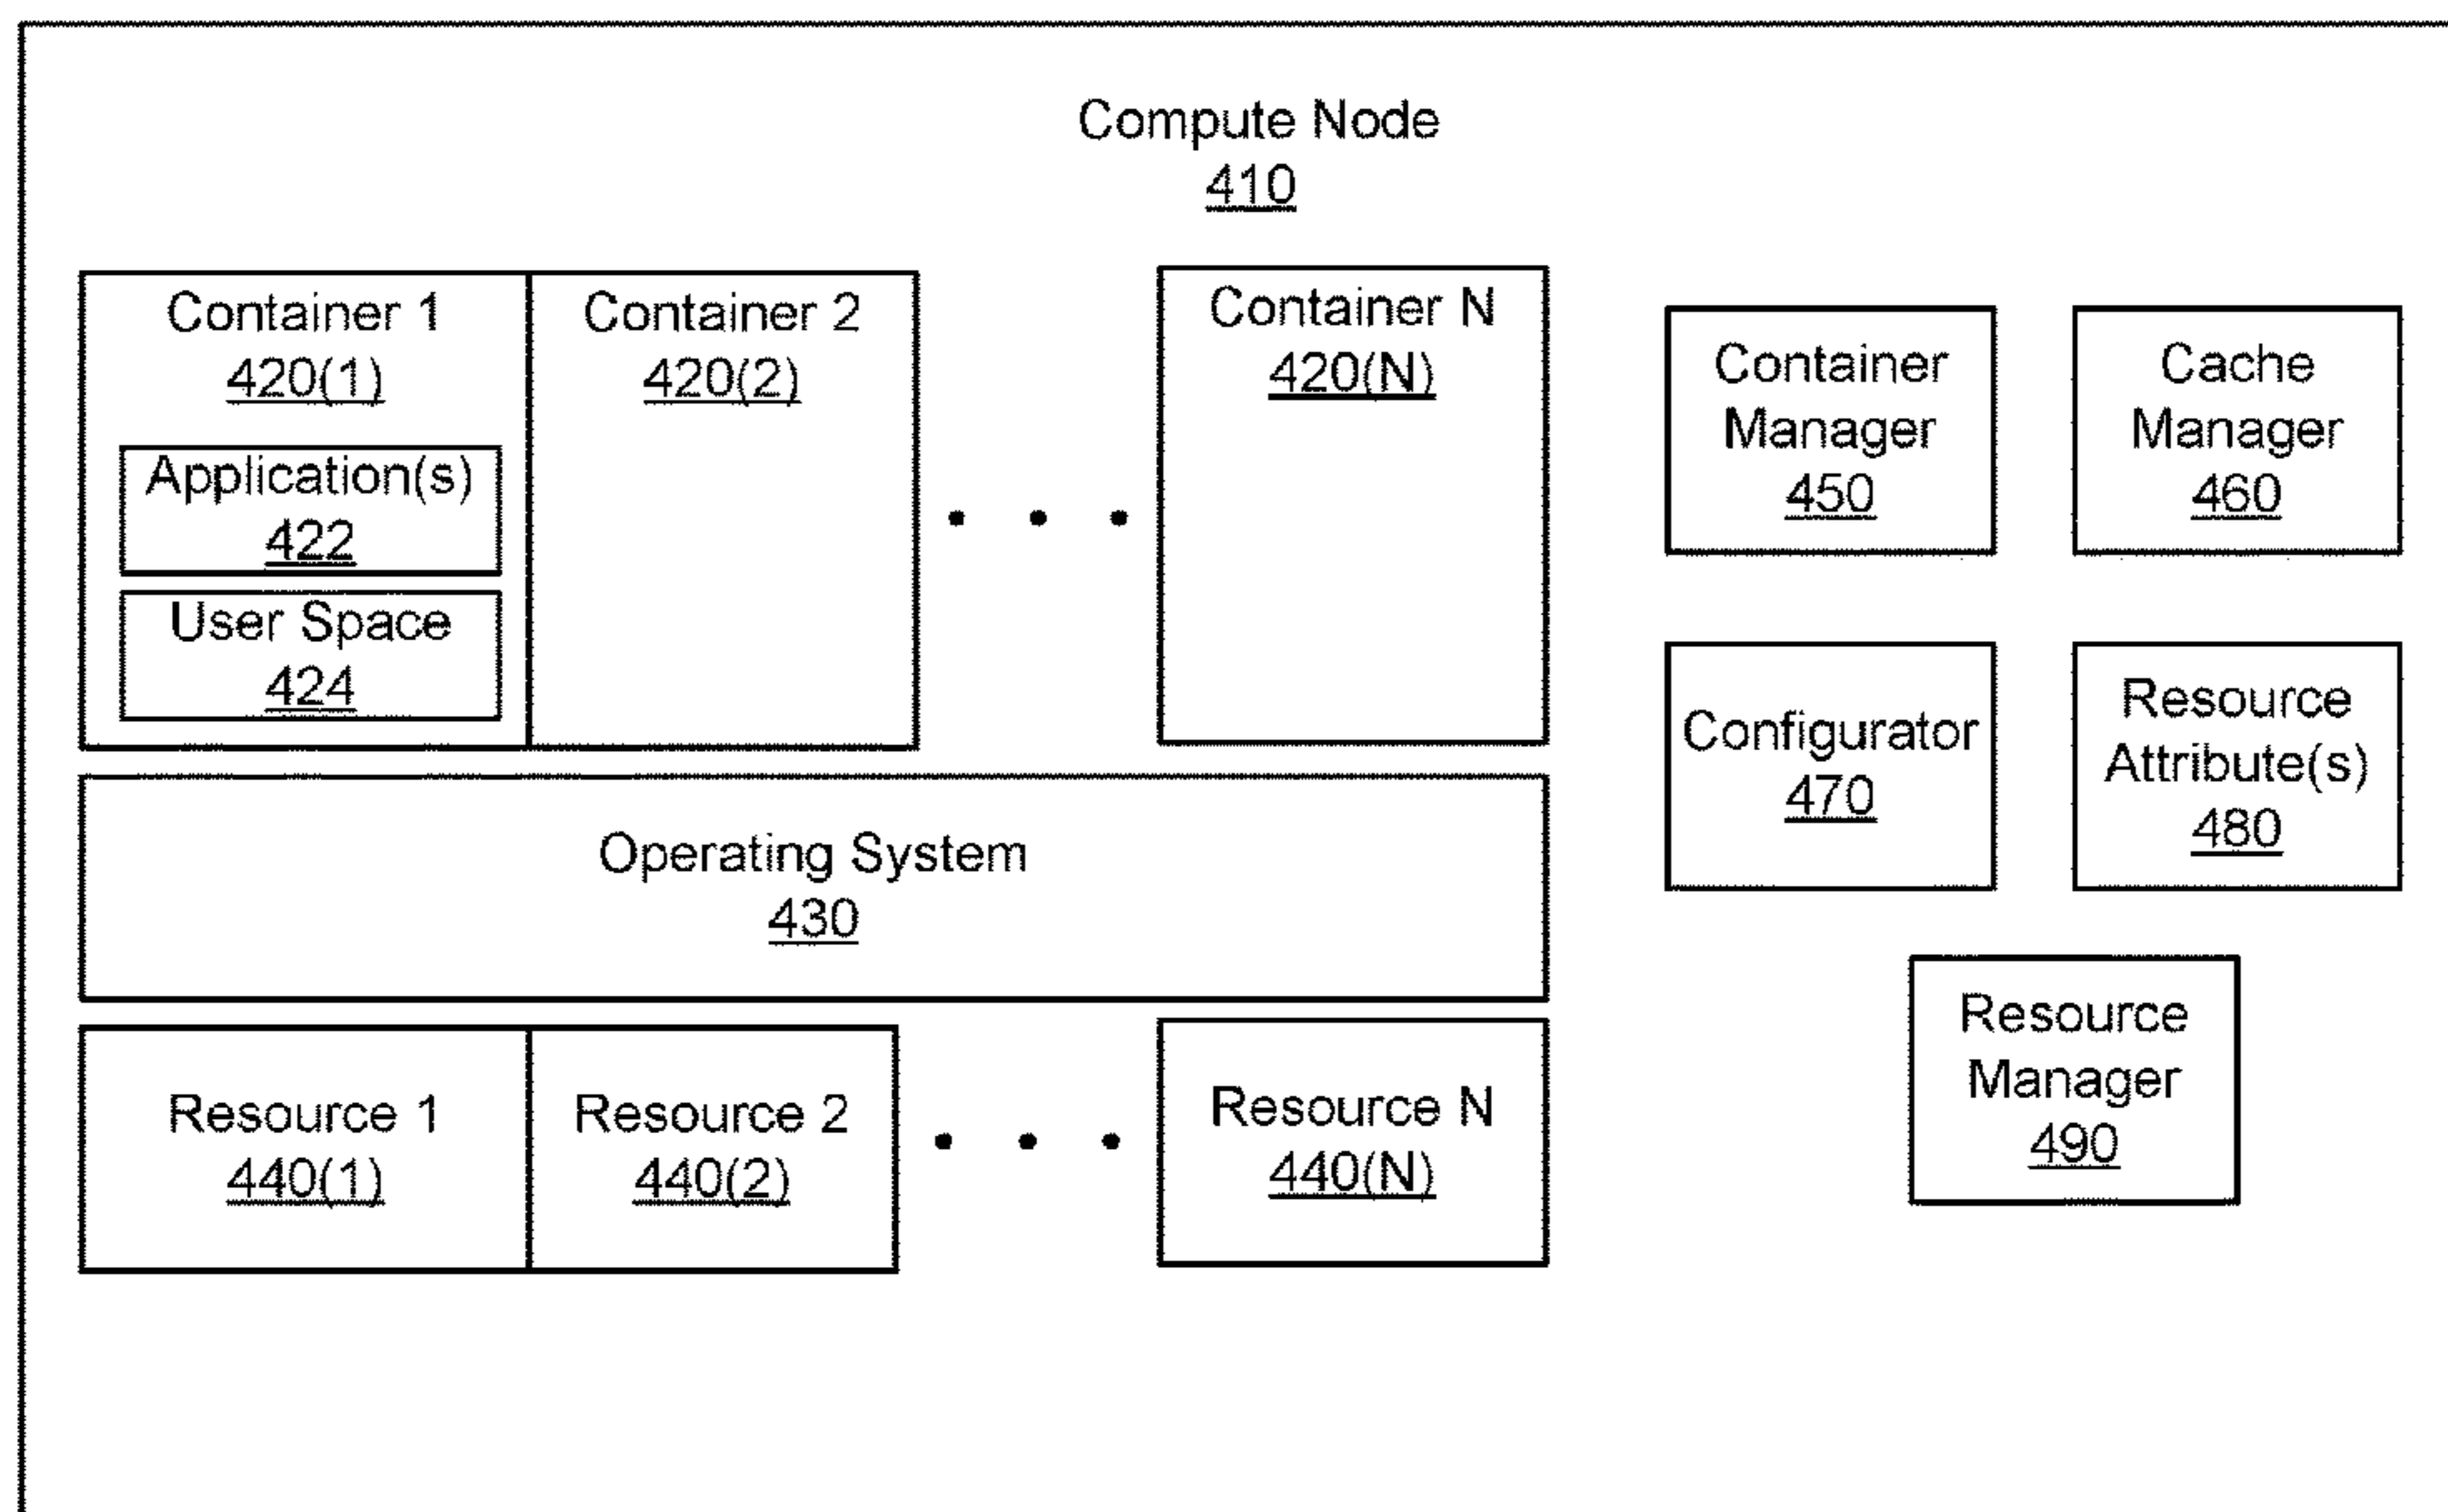 Compute Node
410
Container 1
420(1)
Container 2
420(2)
Container N
420(N)
Application(s)
422
User Space
424
Container
Manager
450
Cache
Manager
460
Configurator
470
Resource
Attribute(s)
480
Operating System
430
Resource 1
440(1)
Resource 2
440(2)
Resource N
440(N)
Resource
Manager
490